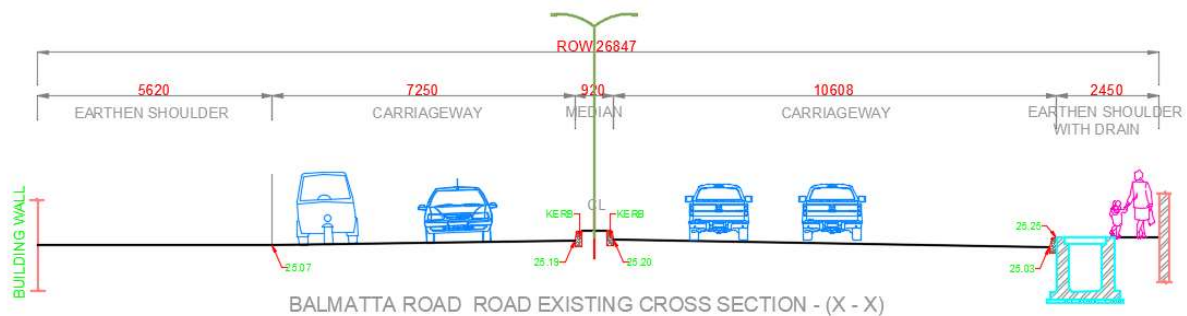 ROW 26847
5620
7250
920
10608
2450
EARTHEN SHOULDER
CARRIAGEWAY
MEDIAN
CARRIAGEWAY
EARTHEN SHOULDER
WITH DRAIN
BUILDING WALL
CL
KERB
KERB
25.07
25.19
25.20
25.25
25.03
BALMATTA ROAD ROAD EXISTING CROSS SECTION - (X - X)